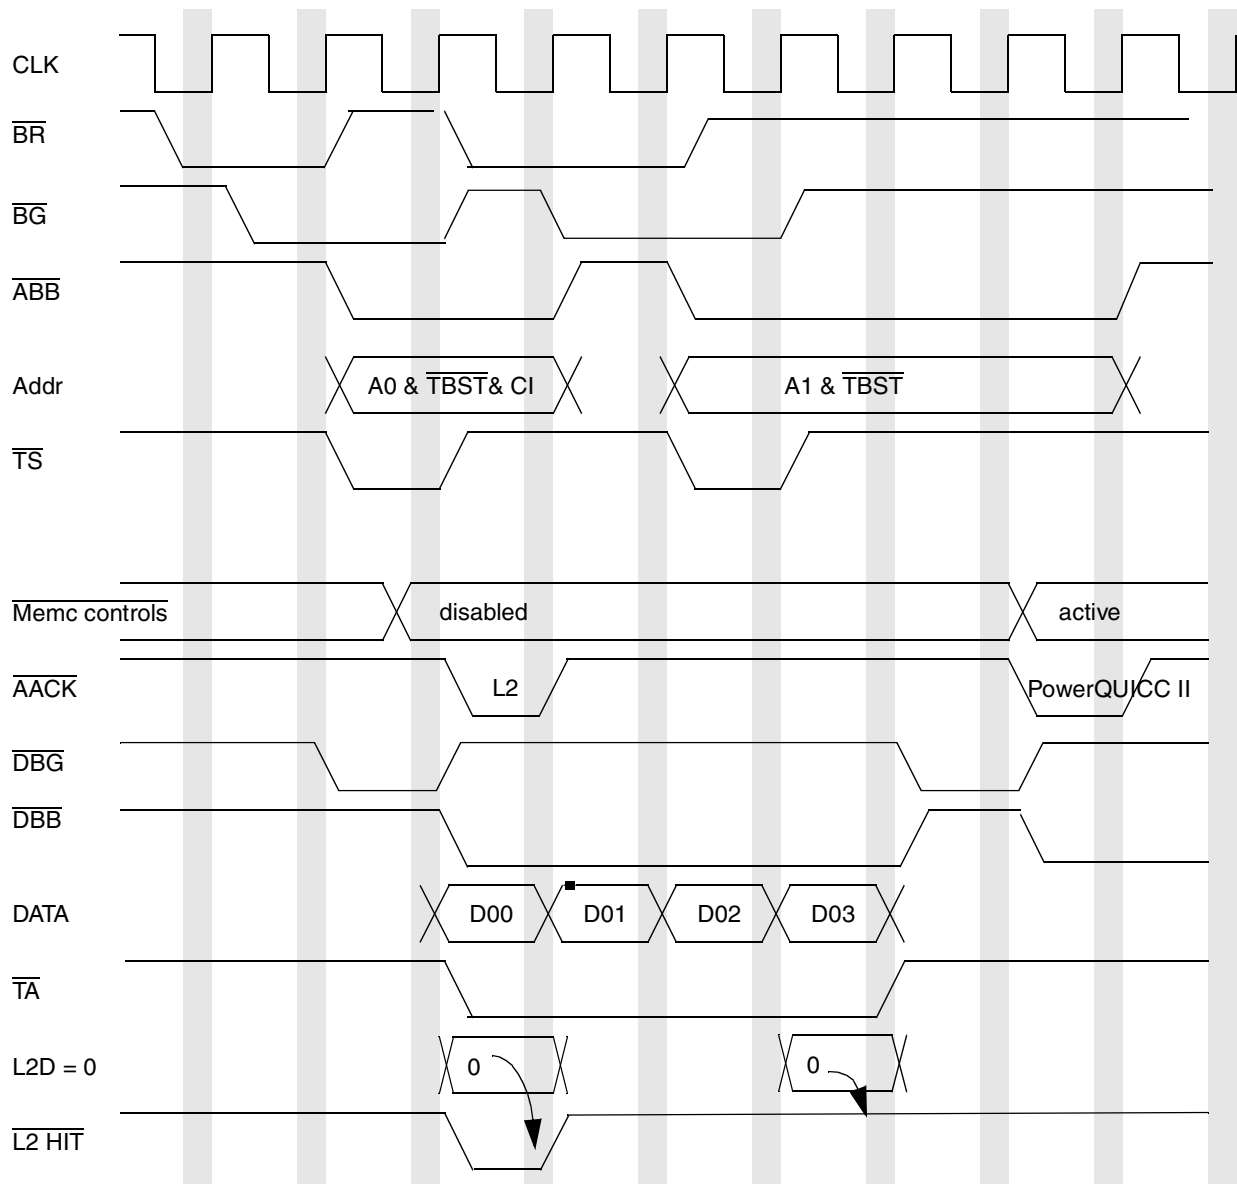 CLK
BR
BG
ABB
Addr A0 & TBST& CI A1 & TBST
TS
Memc controls disabled active
AACK L2 PowerQUICC II
DBG
DBB
DATA D00 D01 D02 D03
TA
L2D = 0 0 0
L2 HIT